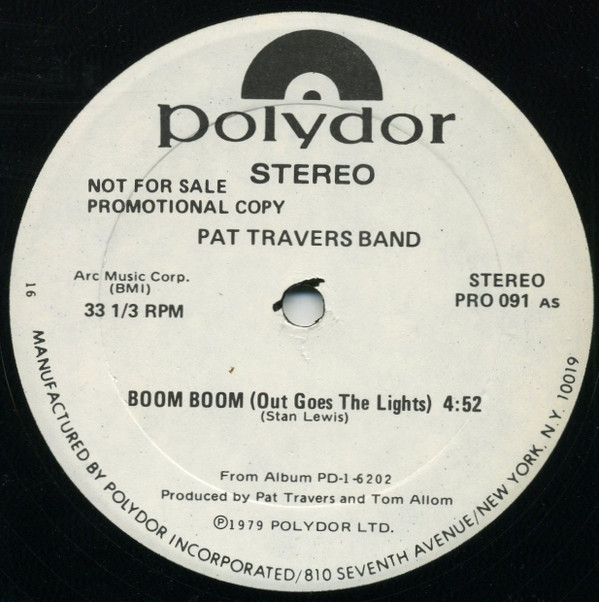 polydor
STEREO
NOT FOR SALE
PROMOTIONAL COPY
PAT TRAVERS BAND
Arc Music Corp.
(BMI)
33 1/3 RPM
STEREO
PRO 091 AS
16
BOOM BOOM (Out Goes The Lights) 4:52
(Stan Lewis)
From Album PD-1-6202
Produced by Pat Travers and Tom Allom
℗1979 POLYDOR LTD.
MANUFACTURED BY POLYDOR INCORPORATED/810 SEVENTH AVENUE/NEW YORK. N.Y. 10019